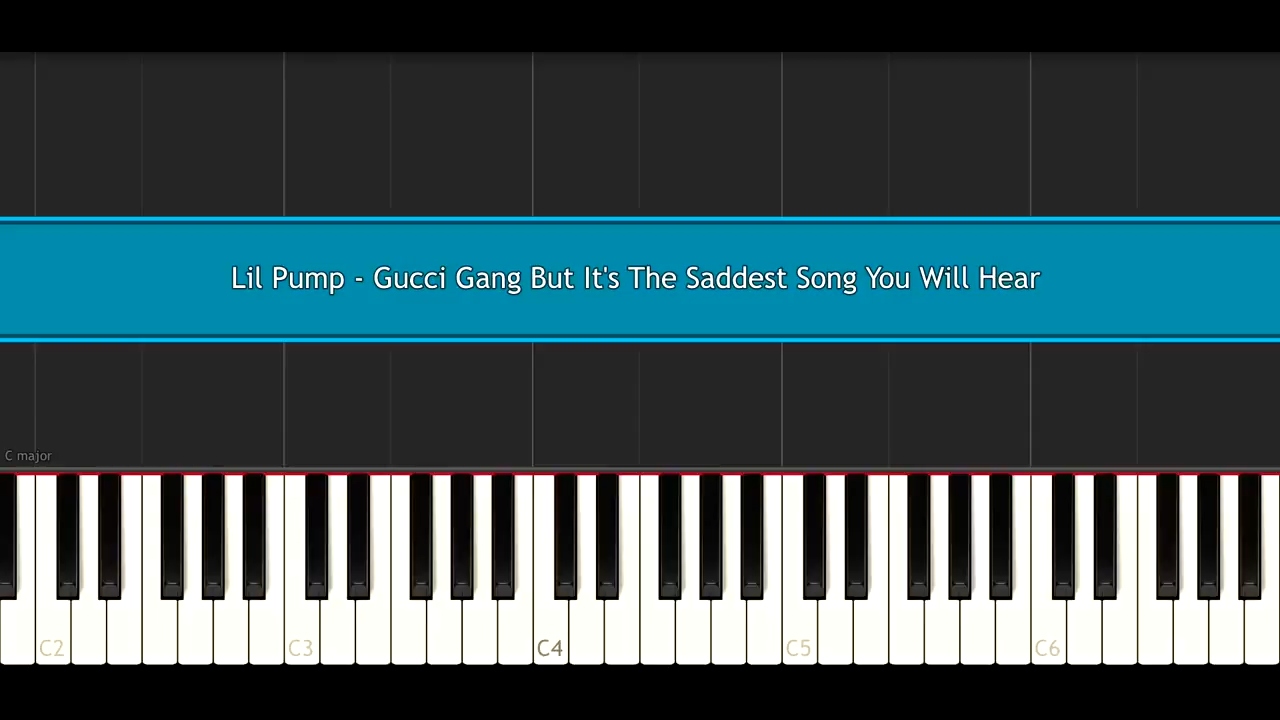 Lil Pump - Gucci Gang But It's The Saddest Song You Will Hear
C major
C2 C3 C4 C5 C6